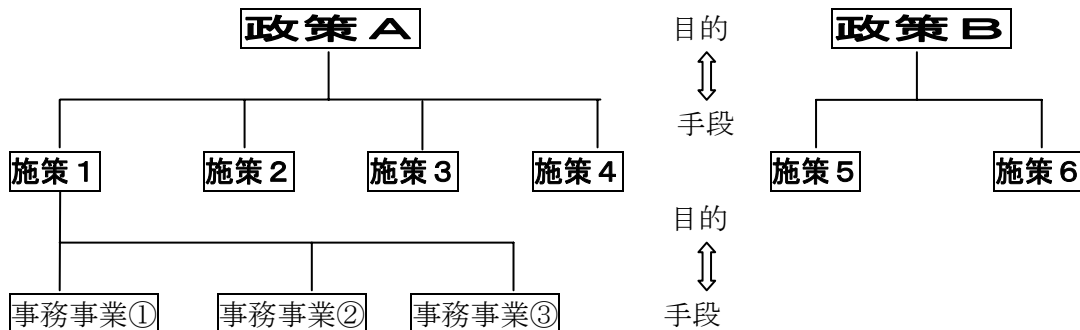 政策A
目的
政策B
手段
施策1
施策2
施策3
施策4
施策5
施策6
目的
事務事業①
事務事業②
事務事業③
手段